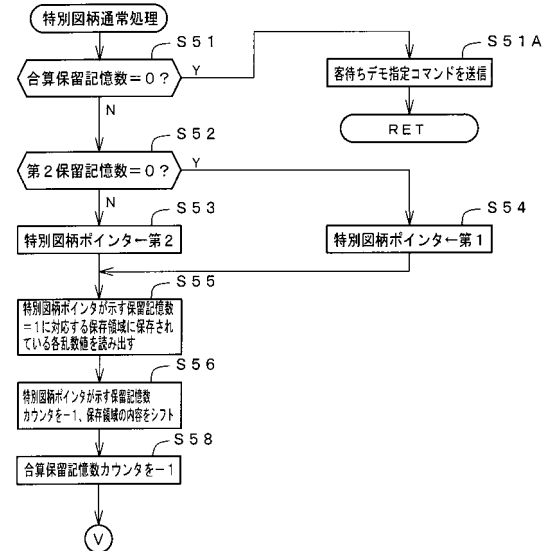 特別図柄通常処理
S51
合算保留記憶数=0?
Y
N
S51A
客待ちデモ指定コマンドを送信
RET
S52
第2保留記憶数=0?
Y
N
S53
特別図柄ポインタ←第2
S54
特別図柄ポインタ←第1
S55
特別図柄ポインタが示す保留記憶数
=1に対応する保存領域に保存され
ている各乱数値を読み出す
S56
特別図柄ポインタが示す保留記憶数
カウンタを-1、保存領域の内容をシフト
S58
合算保留記憶数カウンタを-1
V